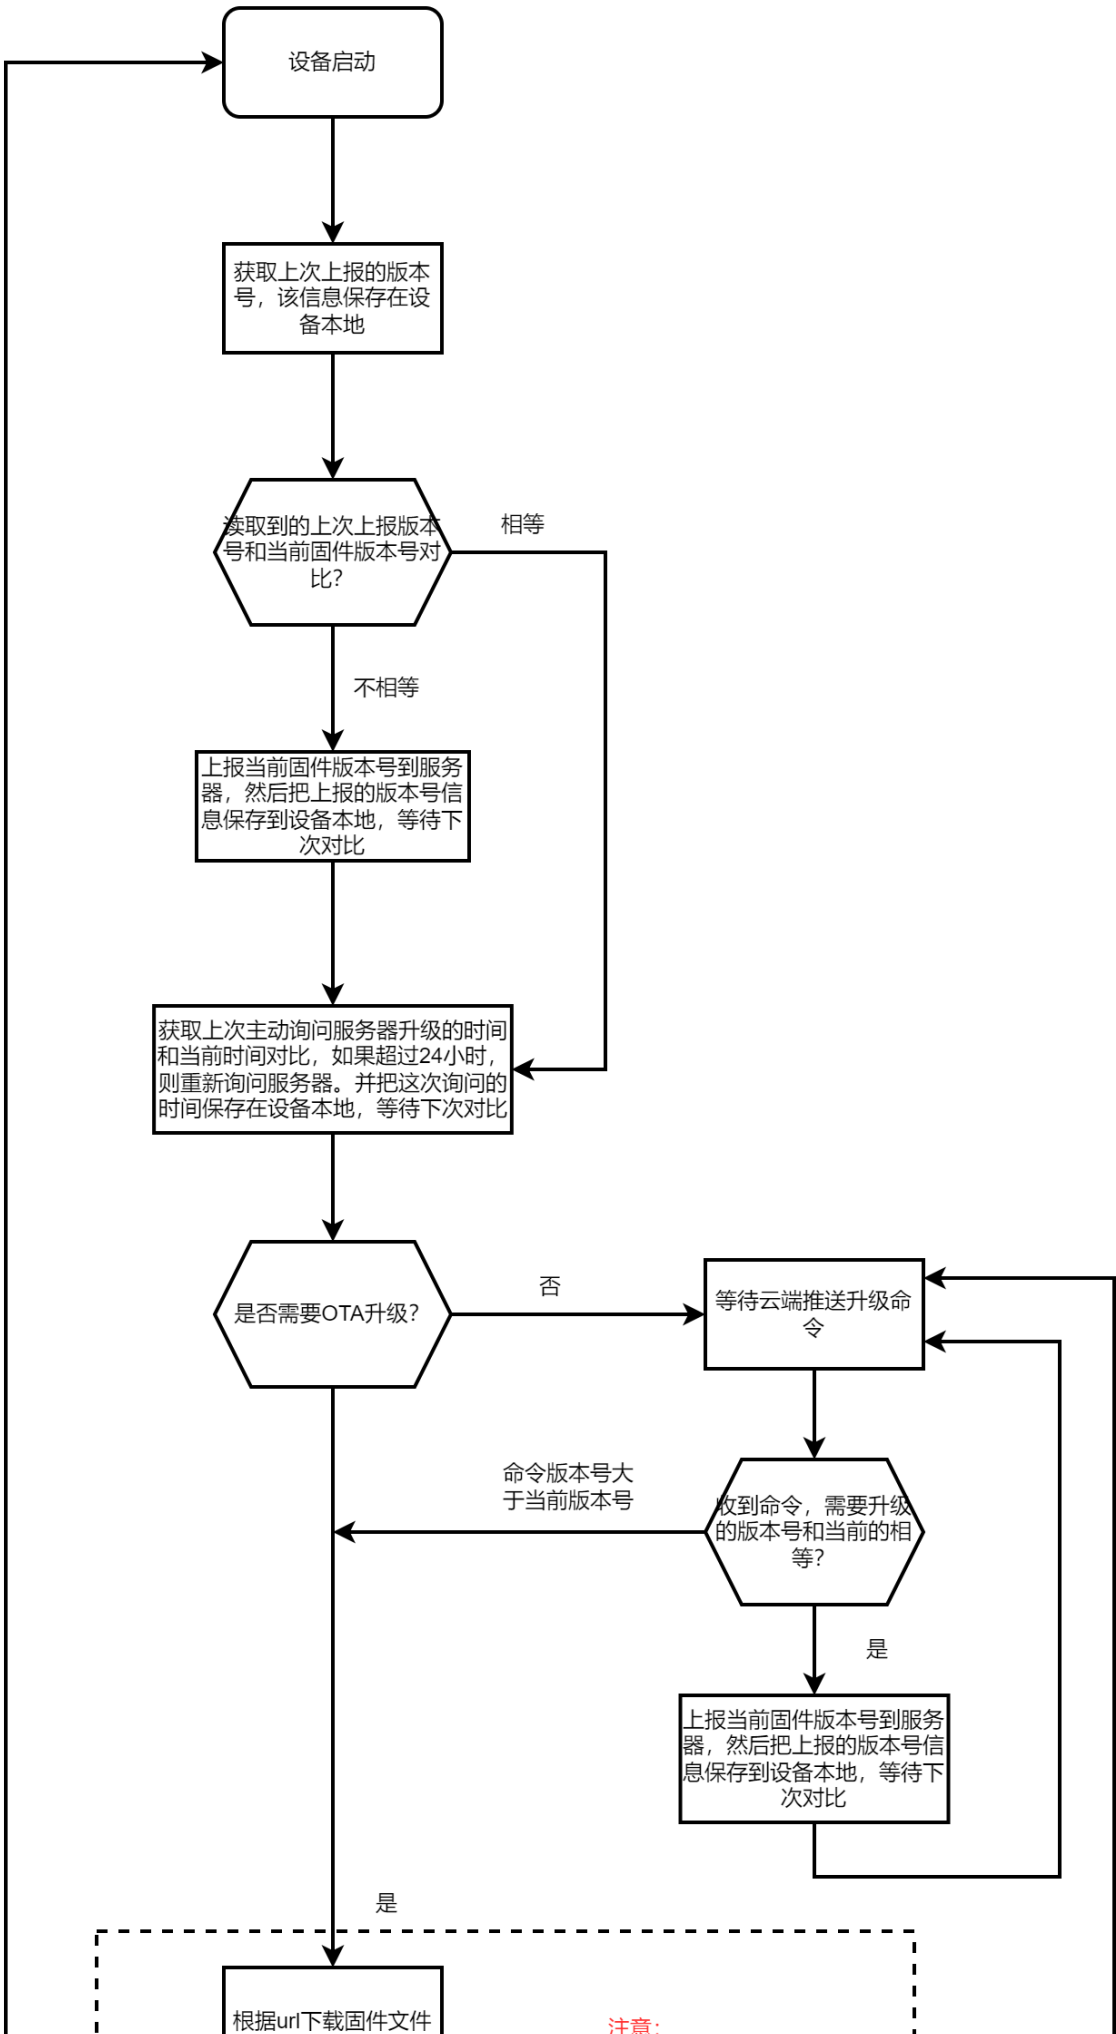 设备启动
获取上次上报的版本
号，该信息保存在设
备本地
读取到的上次上报版本
号和当前固件版本号对
比？
相等
不相等
上报当前固件版本号到服务
器，然后把上报的版本号信
息保存到设备本地，等待下
次对比
获取上次主动询问服务器升级的时间
和当前时间对比，如果超过24小时，
则重新询问服务器。并把这次询问的
时间保存在设备本地，等待下次对比
是否需要OTA升级？
否
等待云端推送升级命
令
命令版本号大
于当前版本号
收到命令，需要升级
的版本号和当前的相
等？
是
上报当前固件版本号到服务
器，然后把上报的版本号信
息保存到设备本地，等待下
次对比
是
根据url下载固件文件
注意：